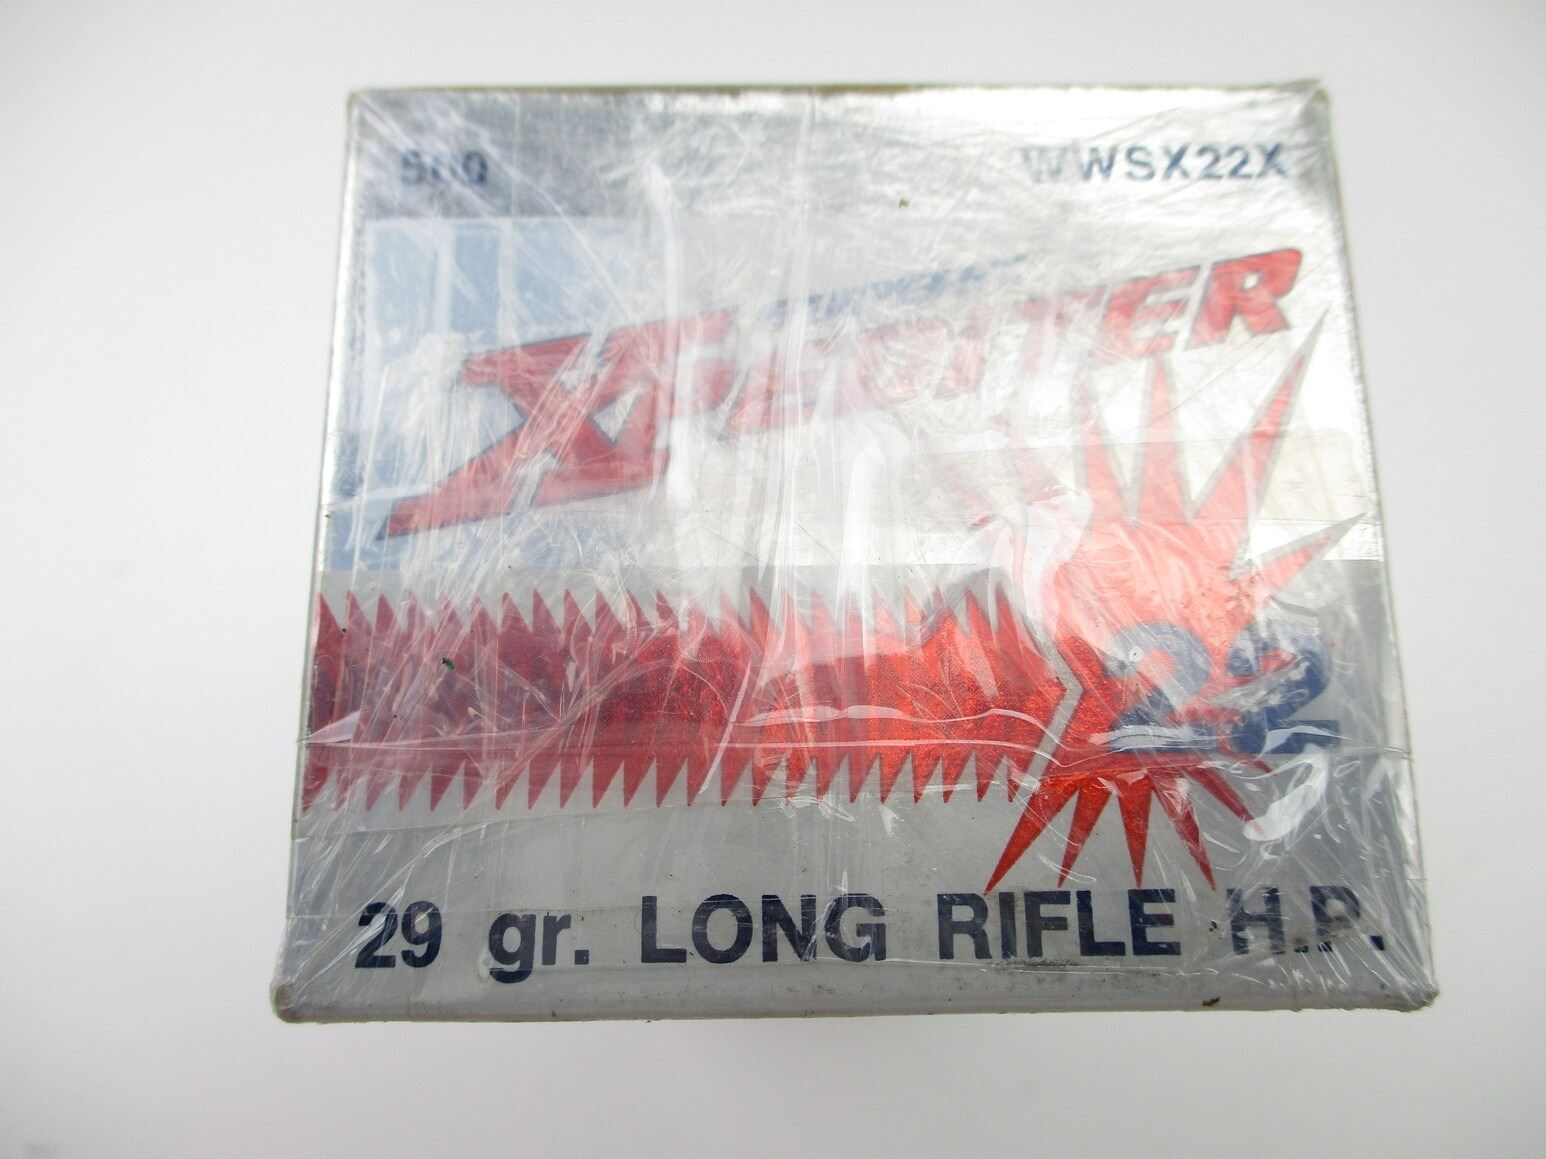 500
WWSX22X
XPEDITER
22
29 gr. LONG RIFLE H.P.